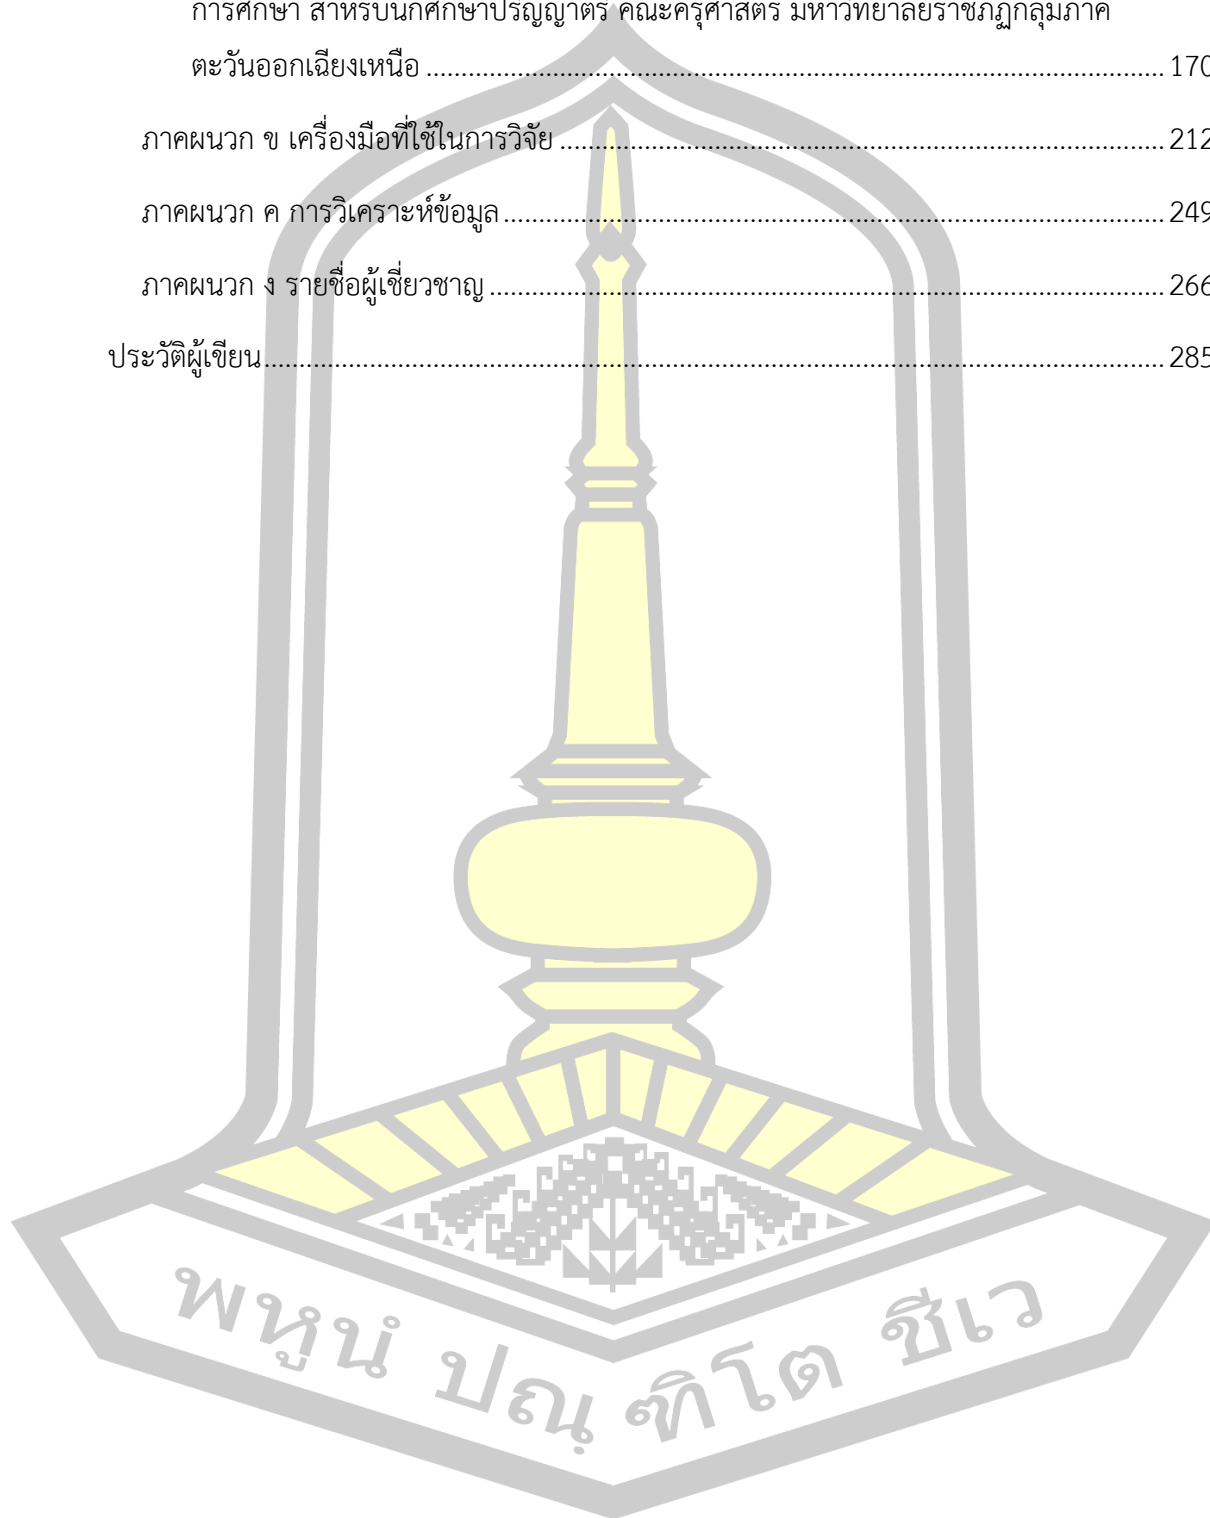 การศึกษา สำหรับนักศึกษาปริญญาตรี คณะครุศาสตร์ มหาวิทยาลัยราชภัฏกลุ่มภาค
ตะวันออกเฉียงเหนือ ........................................ 170
ภาคผนวก ข เครื่องมือที่ใช้ในการวิจัย ........................................ 212
ภาคผนวก ค การวิเคราะห์ข้อมูล ........................................ 249
ภาคผนวก ง รายชื่อผู้เชี่ยวชาญ ........................................ 266
ประวัติผู้เขียน ........................................ 285
พหูนํ ปณฺฑิโต ชีเว